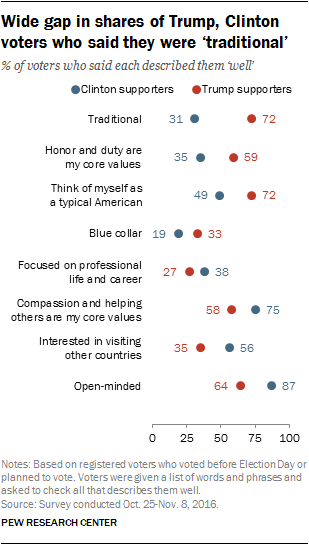 Wide gap in shares of Trump, Clinton
voters who said they were ‘traditional’
% of voters who said each described them ‘well’
Clinton supporters Trump supporters
Traditional 31 72
Honor and duty are
my core values 35 59
Think of myself as
a typical American 49 72
Blue collar 19 33
Focused on professional
life and career 27 38
Compassion and helping
others are my core values 58 75
Interested in visiting
other countries 35 56
Open-minded 64 87
0 25 50 75 100
Notes: Based on registered voters who voted before Election Day or
planned to vote. Voters were given a list of words and phrases and
asked to check all that describes them well.
Source: Survey conducted Oct. 25-Nov. 8, 2016.
PEW RESEARCH CENTER